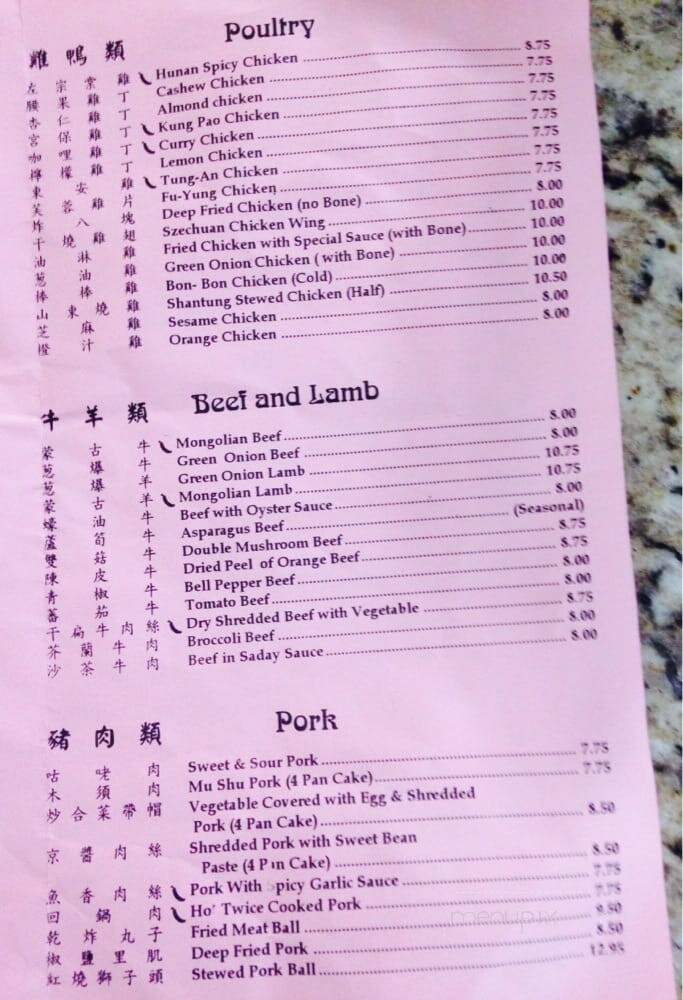 雞鴨類 Poultry
左宗棠雞 Hunan Spicy Chicken 8.75
腰果雞丁 Cashew Chicken 7.75
杏仁雞丁 Almond chicken 7.75
宮保雞丁 Kung Pao Chicken 7.75
咖哩雞丁 Curry Chicken 7.75
檸檬雞丁 Lemon Chicken 7.75
東安雞 Tung-An Chicken 7.75
芙蓉雞片 Fu-Yung Chicken 7.75
炸八塊 Deep Fried Chicken (no Bone) 8.00
干燒雞翅 Szechuan Chicken Wing 10.00
油淋雞 Fried Chicken with Special Sauce (with Bone) 10.00
葱油雞 Green Onion Chicken ( with Bone) 10.00
棒棒雞 Bon- Bon Chicken (Cold) 10.00
山東燒雞 Shantung Stewed Chicken (Half) 10.50
芝麻雞 Sesame Chicken 8.00
橙汁雞 Orange Chicken 8.00
牛羊類 Beef and Lamb
蒙古牛 Mongolian Beef 8.00
葱爆牛 Green Onion Beef 8.00
葱爆羊 Green Onion Lamb 10.75
蒙古羊 Mongolian Lamb 10.75
蠔油牛 Beef with Oyster Sauce 8.00
蘆筍牛 Asparagus Beef (Seasonal)
雙菇牛 Double Mushroom Beef 8.75
陳皮牛 Dried Peel of Orange Beef 8.75
青椒牛 Bell Pepper Beef 8.00
蕃茄牛 Tomato Beef 8.00
干扁牛肉絲 Dry Shredded Beef with Vegetable 8.75
芥蘭牛肉 Broccoli Beef 8.00
沙茶牛肉 Beef in Saday Sauce 8.00
豬肉類 Pork
咕咾肉 Sweet & Sour Pork 7.75
木須肉 Mu Shu Pork (4 Pan Cake) 7.75
炒合菜帶帽 Vegetable Covered with Egg & Shredded
Pork (4 Pan Cake) 8.50
京醬肉絲 Shredded Pork with Sweet Bean
Paste (4 Pan Cake) 8.50
魚香肉絲 Pork With Spicy Garlic Sauce 7.75
回鍋肉 Ho' Twice Cooked Pork 7.75
乾炸丸子 Fried Meat Ball 9.50
椒鹽里肌 Deep Fried Pork 8.50
紅燒獅子頭 Stewed Pork Ball 12.95
menupix